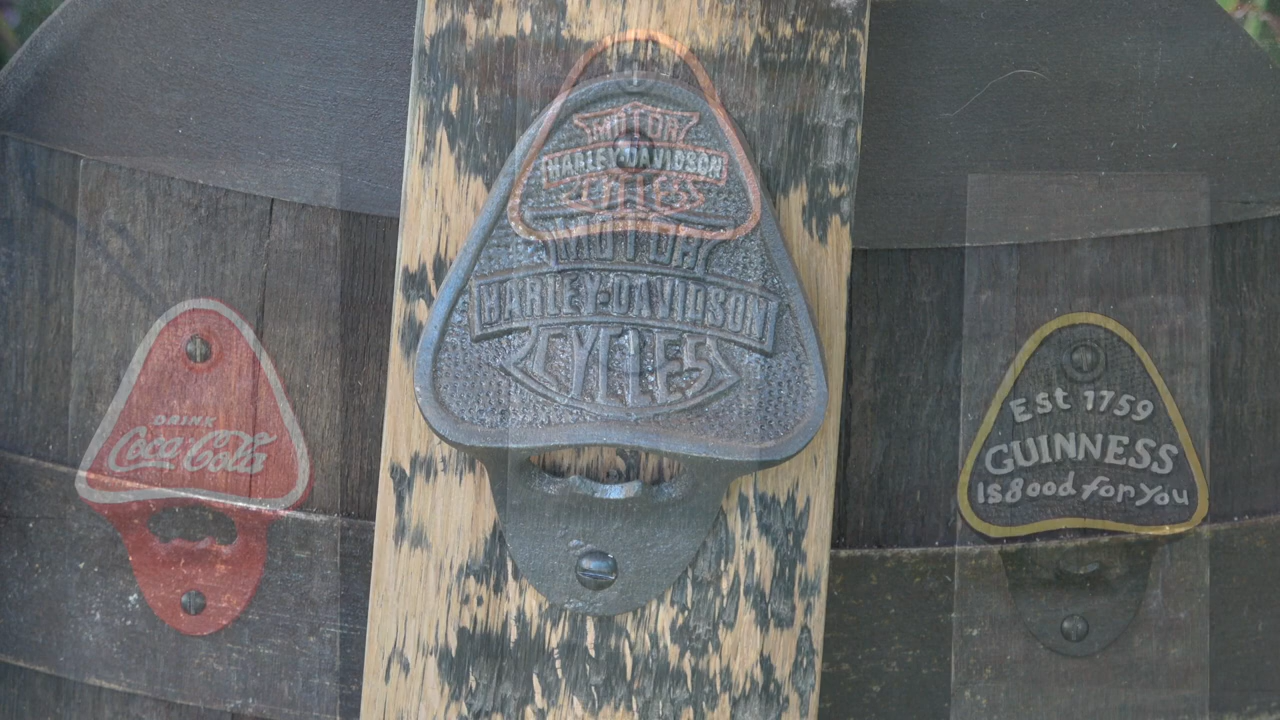 MOTOR
HARLEY-DAVIDSON
CYCLES
MOTOR
HARLEY-DAVIDSON
CYCLES
DRINK
Coca-Cola
Est 1759
GUINNESS
Is Good for You